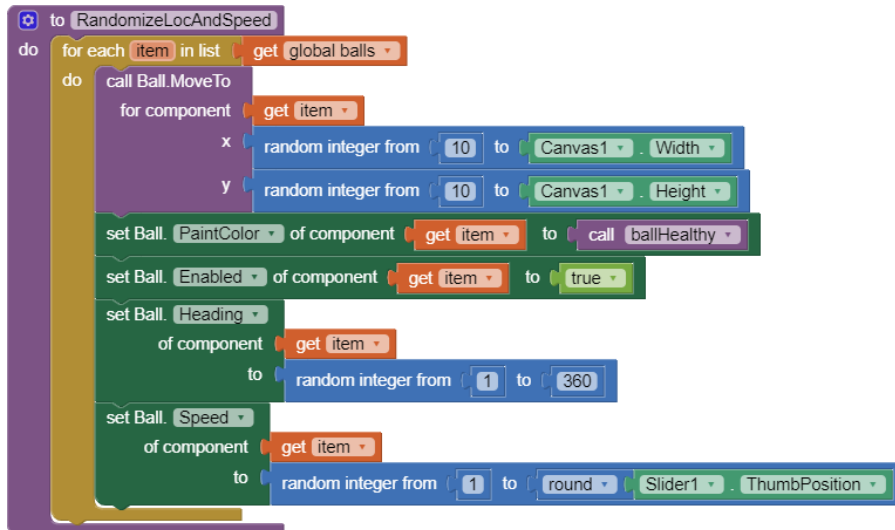 to RandomizeLocAndSpeed
do for each item in list get global balls
do call Ball.MoveTo
for component get item
x random integer from 10 to Canvas1 . Width
y random integer from 10 to Canvas1 . Height
set Ball. PaintColor of component get item to call ballHealthy
set Ball. Enabled of component get item to true
set Ball. Heading
of component get item
to random integer from 1 to 360
set Ball. Speed
of component get item
to random integer from 1 to round Slider1 . ThumbPosition